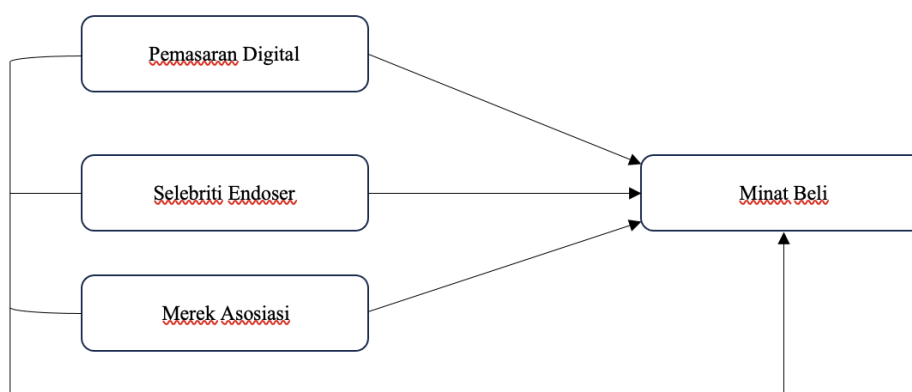 Pemasaran Digital
Selebriti Endoser
Minat Beli
Merek Asosiasi